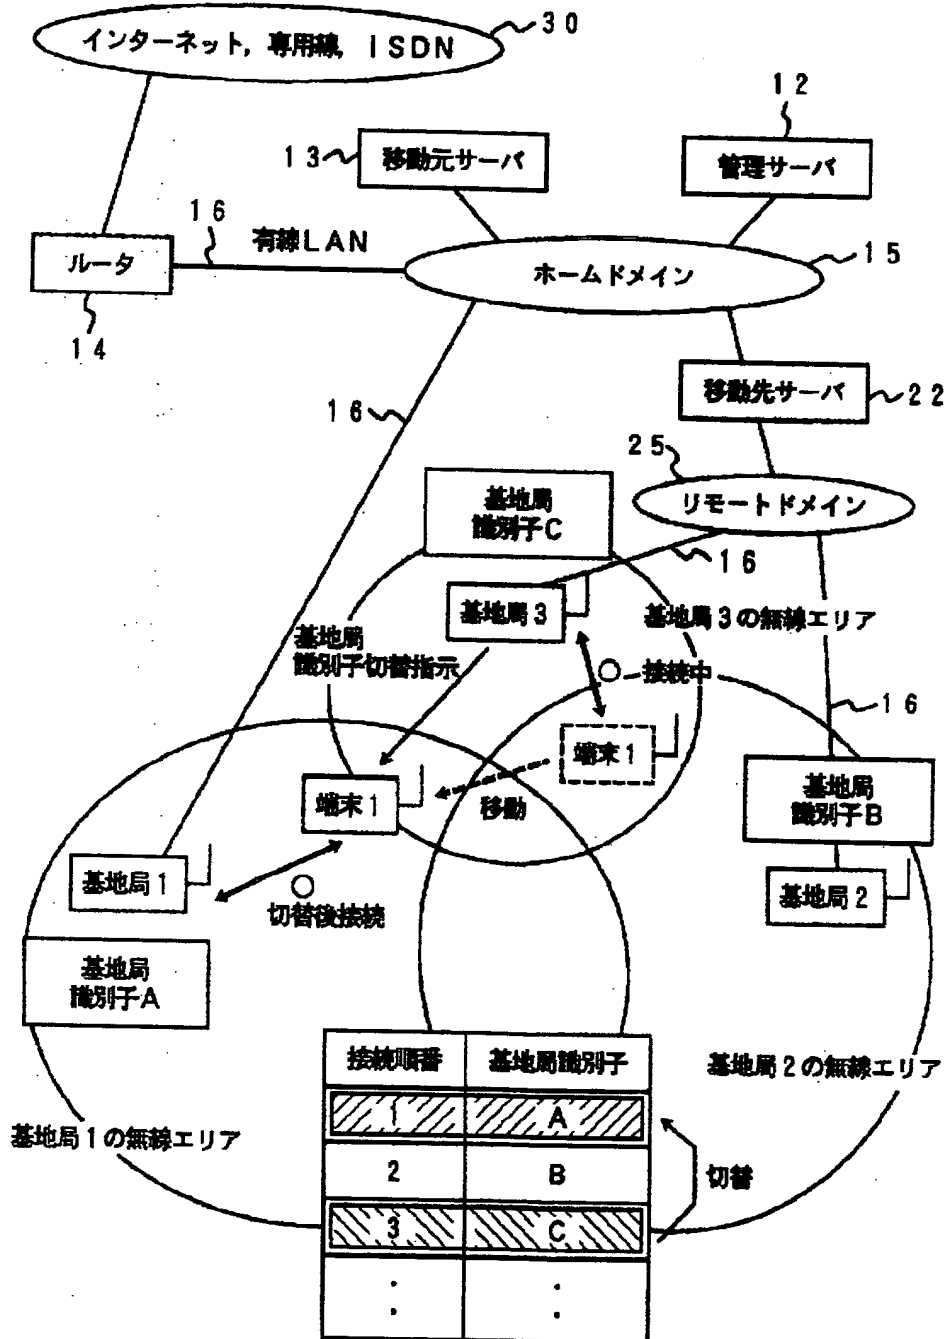 30
インターネット，専用線，ISDN
12
13
移動元サーバ
管理サーバ
16
有線LAN
ルータ
15
ホームドメイン
14
移動先サーバ
22
16
25
リモートドメイン
基地局
識別子C
16
基地局3
基地局3の無線エリア
基地局
識別子切替指示
接続中
16
端末1
基地局
識別子B
端末1
移動
基地局1
基地局2
切替後接続
基地局
識別子A
接続順番
基地局識別子
基地局2の無線エリア
1
A
基地局1の無線エリア
2
B
切替
3
C